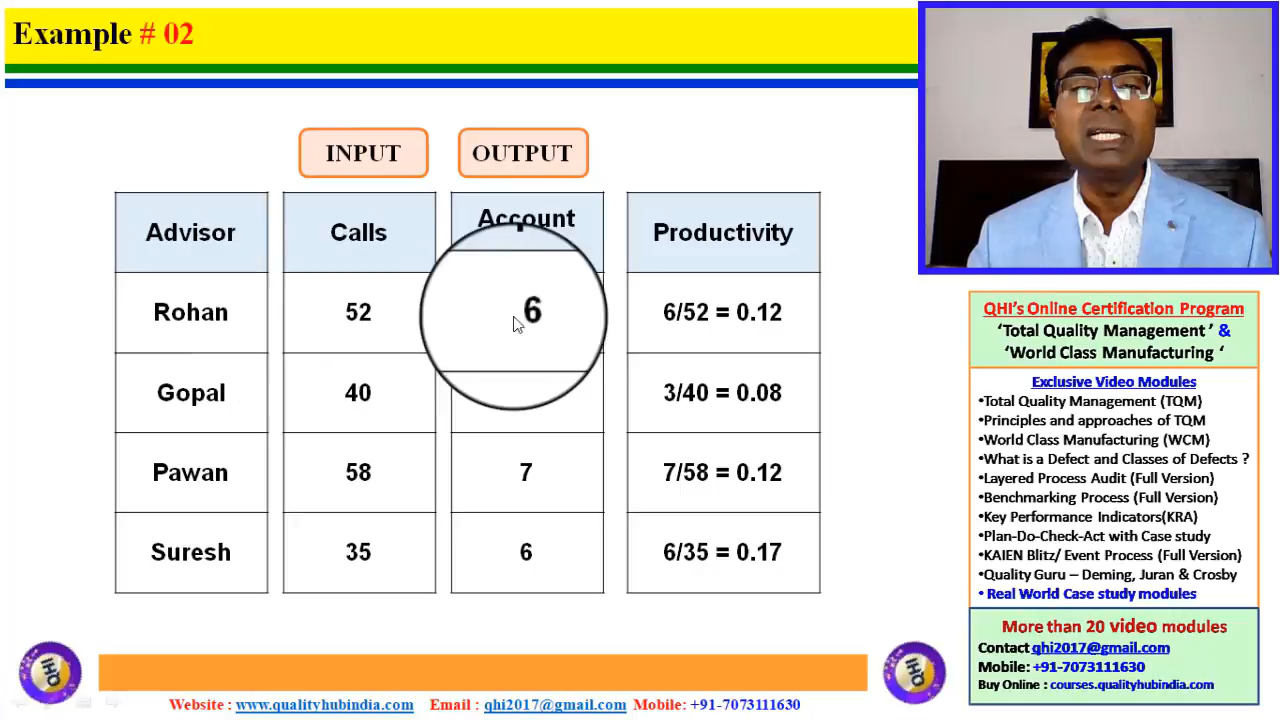 Example # 02
INPUT OUTPUT
Advisor Calls Account Productivity
Rohan 52 6 6/52 = 0.12
Gopal 40 3/40 = 0.08
Pawan 58 7 7/58 = 0.12
Suresh 35 6 6/35 = 0.17
QHI's Online Certification Program
'Total Quality Management ' &
'World Class Manufacturing '
Exclusive Video Modules
•Total Quality Management (TQM)
•Principles and approaches of TQM
•World Class Manufacturing (WCM)
•What is a Defect and Classes of Defects ?
•Layered Process Audit (Full Version)
•Benchmarking Process (Full Version)
•Key Performance Indicators(KRA)
•Plan-Do-Check-Act with Case study
•KAIEN Blitz/ Event Process (Full Version)
•Quality Guru – Deming, Juran & Crosby
• Real World Case study modules
More than 20 video modules
Contact qhi2017@gmail.com
Mobile: +91-7073111630
Buy Online : courses.qualityhubindia.com
QHI
QHI
Website : www.qualityhubindia.com Email : qhi2017@gmail.com Mobile: +91-7073111630